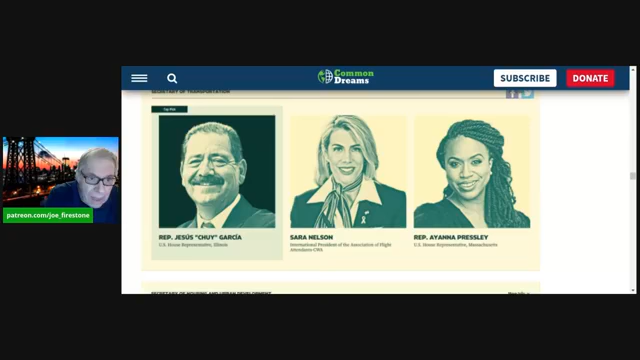 Common
Dreams
SUBSCRIBE
DONATE
SECRETARY OF TRANSPORTATION
Top Pick
REP. JESÚS "CHUY" GARCÍA
U.S. House Representative, Illinois
SARA NELSON
International President of the Association of Flight
Attendants-CWA
REP. AYANNA PRESSLEY
U.S. House Representative, Massachusetts
patreon.com/joe_firestone
SECRETARY OF HOUSING AND URBAN DEVELOPMENT